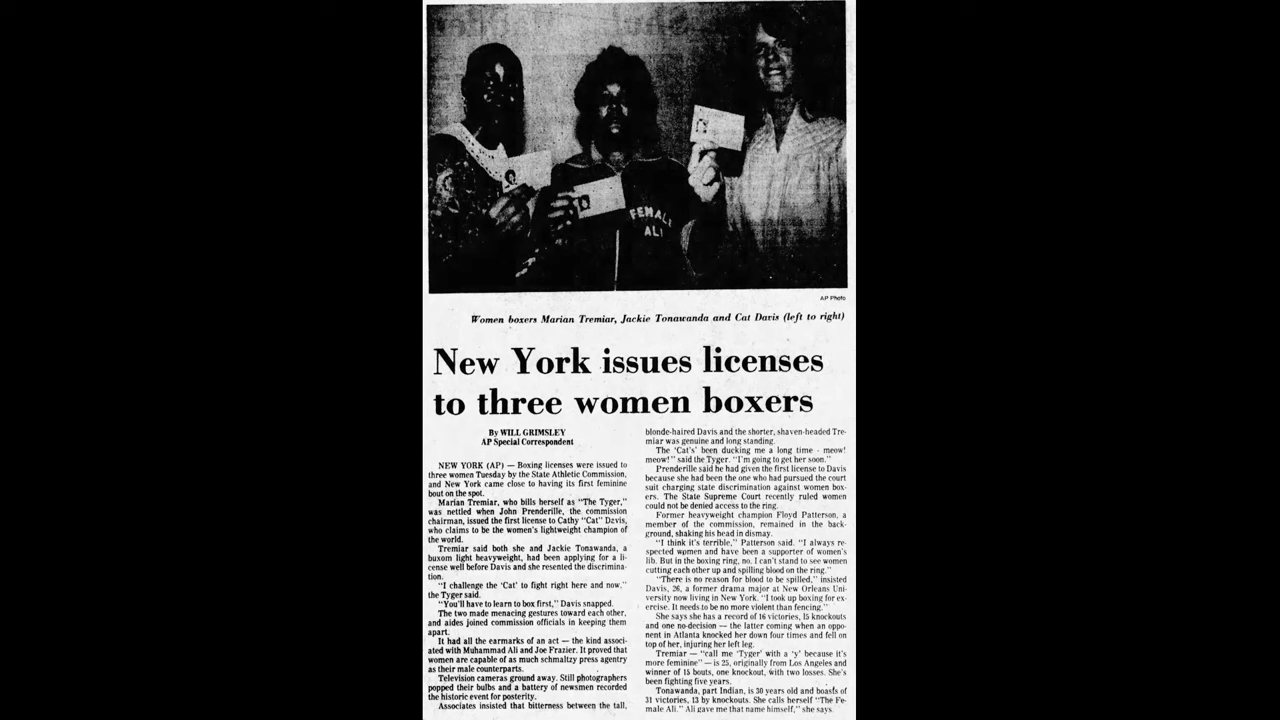 FEMALE
ALI
AP Photo
Women boxers Marian Tremiar, Jackie Tonawanda and Cat Davis (left to right)
New York issues licenses
to three women boxers
By WILL GRIMSLEY
AP Special Correspondent
NEW YORK (AP) — Boxing licenses were issued to
three women Tuesday by the State Athletic Commission,
and New York came close to having its first feminine
bout on the spot.
Marian Tremiar, who bills herself as "The Tyger,"
was nettled when John Prenderille, the commission
chairman, issued the first license to Cathy "Cat" Davis,
who claims to be the women's lightweight champion of
the world.
Tremiar said both she and Jackie Tonawanda, a
buxom light heavyweight, had been applying for a li-
cense well before Davis and she resented the discrimina-
tion.
"I challenge the 'Cat' to fight right here and now,"
the Tyger said.
"You'll have to learn to box first," Davis snapped.
The two made menacing gestures toward each other,
and aides joined commission officials in keeping them
apart.
It had all the earmarks of an act — the kind associ-
ated with Muhammad Ali and Joe Frazier. It proved that
women are capable of as much schmaltzy press agentry
as their male counterparts.
Television cameras ground away. Still photographers
popped their bulbs and a battery of newsmen recorded
the historic event for posterity.
Associates insisted that bitterness between the tall,
blonde-haired Davis and the shorter, shaven-headed Tre-
miar was genuine and long standing.
The 'Cat's' been ducking me a long time - meow!
meow!" said the Tyger. "I'm going to get her soon."
Prenderille said he had given the first license to Davis
because she had been the one who had pursued the court
suit charging state discrimination against women box-
ers. The State Supreme Court recently ruled women
could not be denied access to the ring.
Former heavyweight champion Floyd Patterson, a
member of the commission, remained in the back-
ground, shaking his head in dismay.
"I think it's terrible," Patterson said. "I always re-
spected women and have been a supporter of women's
lib. But in the boxing ring, no. I can't stand to see women
cutting each other up and spilling blood on the ring."
"There is no reason for blood to be spilled," insisted
Davis, 26, a former drama major at New Orleans Uni-
versity now living in New York. "I took up boxing for ex-
ercise. It needs to be no more violent than fencing."
She says she has a record of 16 victories, 15 knockouts
and one no-decision — the latter coming when an oppo-
nent in Atlanta knocked her down four times and fell on
top of her, injuring her left leg.
Tremiar — "call me 'Tyger' with a 'y' because it's
more feminine" — is 25, originally from Los Angeles and
winner of 15 bouts, one knockout, with two losses. She's
been fighting five years.
Tonawanda, part Indian, is 30 years old and boasts of
31 victories, 13 by knockouts. She calls herself "The Fe-
male Ali." Ali gave me that name himself," she says.